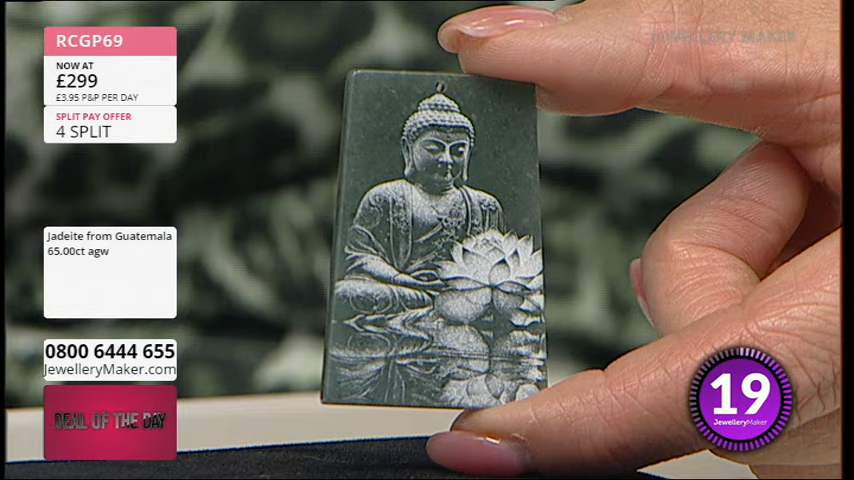 RCGP69
NOW AT
£299
£3.95 P&P PER DAY
SPLIT PAY OFFER
4 SPLIT
Jadeite from Guatemala
65.00ct agw
0800 6444 655
JewelleryMaker.com
DEAL OF THE DAY
JEWELLERY MAKER
19
JewelleryMaker